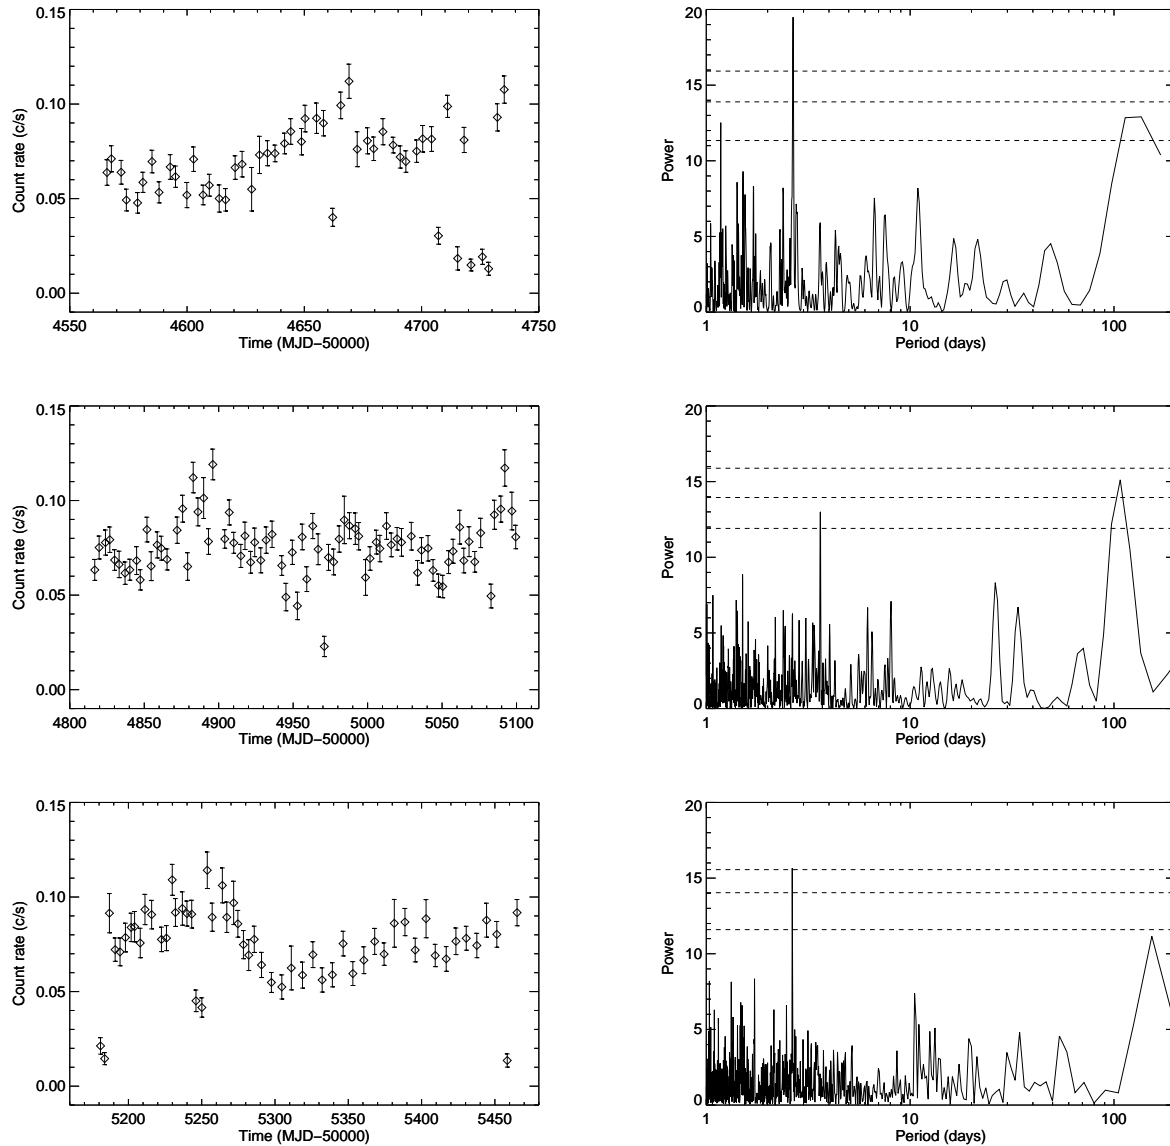 0.15
0.10
0.05
0.00
Count rate (c/s)
4550 4600 4650 4700 4750
Time (MJD−50000)
20
15
10
5
0
Power
1 10 100
Period (days)
0.15
0.10
0.05
0.00
Count rate (c/s)
4800 4850 4900 4950 5000 5050 5100
Time (MJD−50000)
20
15
10
5
0
Power
1 10 100
Period (days)
0.15
0.10
0.05
0.00
Count rate (c/s)
5200 5250 5300 5350 5400 5450
Time (MJD−50000)
20
15
10
5
0
Power
1 10 100
Period (days)